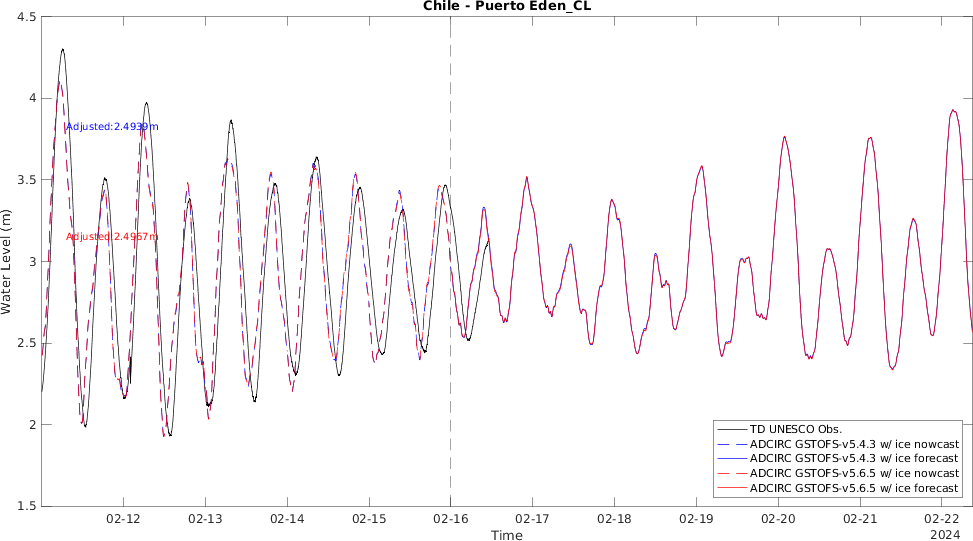 Chile - Puerto Eden_CL
4.5
4
3.5
3
2.5
2
1.5
Water Level (m)
Adjusted:2.4939m
Adjusted:2.4967m
TD UNESCO Obs.
ADCIRC GSTOFS-v5.4.3 w/ ice nowcast
ADCIRC GSTOFS-v5.4.3 w/ ice forecast
ADCIRC GSTOFS-v5.6.5 w/ ice nowcast
ADCIRC GSTOFS-v5.6.5 w/ ice forecast
02-12 02-13 02-14 02-15 02-16 02-17 02-18 02-19 02-20 02-21 02-22
Time
2024